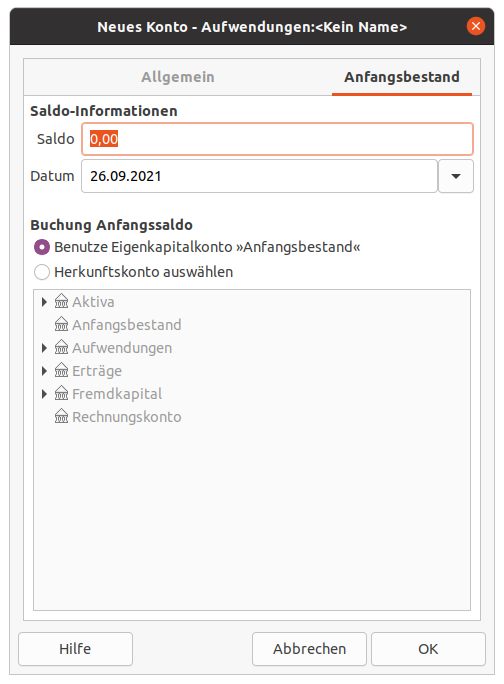 Neues Konto - Aufwendungen:<Kein Name>
Allgemein Anfangsbestand
Saldo-Informationen
Saldo 0,00
Datum 26.09.2021
Buchung Anfangssaldo
Benutze Eigenkapitalkonto »Anfangsbestand«
Herkunftskonto auswählen
Aktiva
Anfangsbestand
Aufwendungen
Erträge
Fremdkapital
Rechnungskonto
Hilfe Abbrechen OK